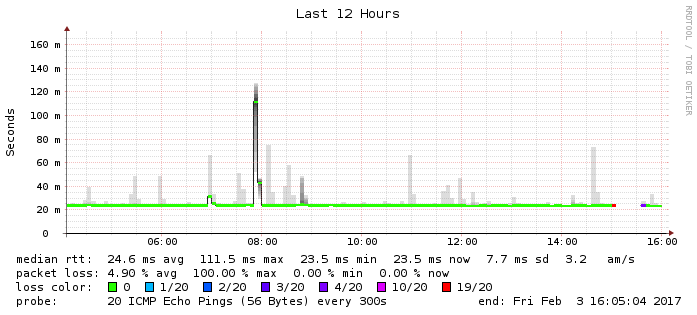 Last 12 Hours
RRDTOOL / TOBI OETIKER
Seconds
160 m
140 m
120 m
100 m
80 m
60 m
40 m
20 m
0
06:00 08:00 10:00 12:00 14:00 16:00
median rtt: 24.6 ms avg 111.5 ms max 23.5 ms min 23.5 ms now 7.7 ms sd 3.2 am/s
packet loss: 4.90 % avg 100.00 % max 0.00 % min 0.00 % now
loss color: 0 1/20 2/20 3/20 4/20 10/20 19/20
probe: 20 ICMP Echo Pings (56 Bytes) every 300s end: Fri Feb 3 16:05:04 2017